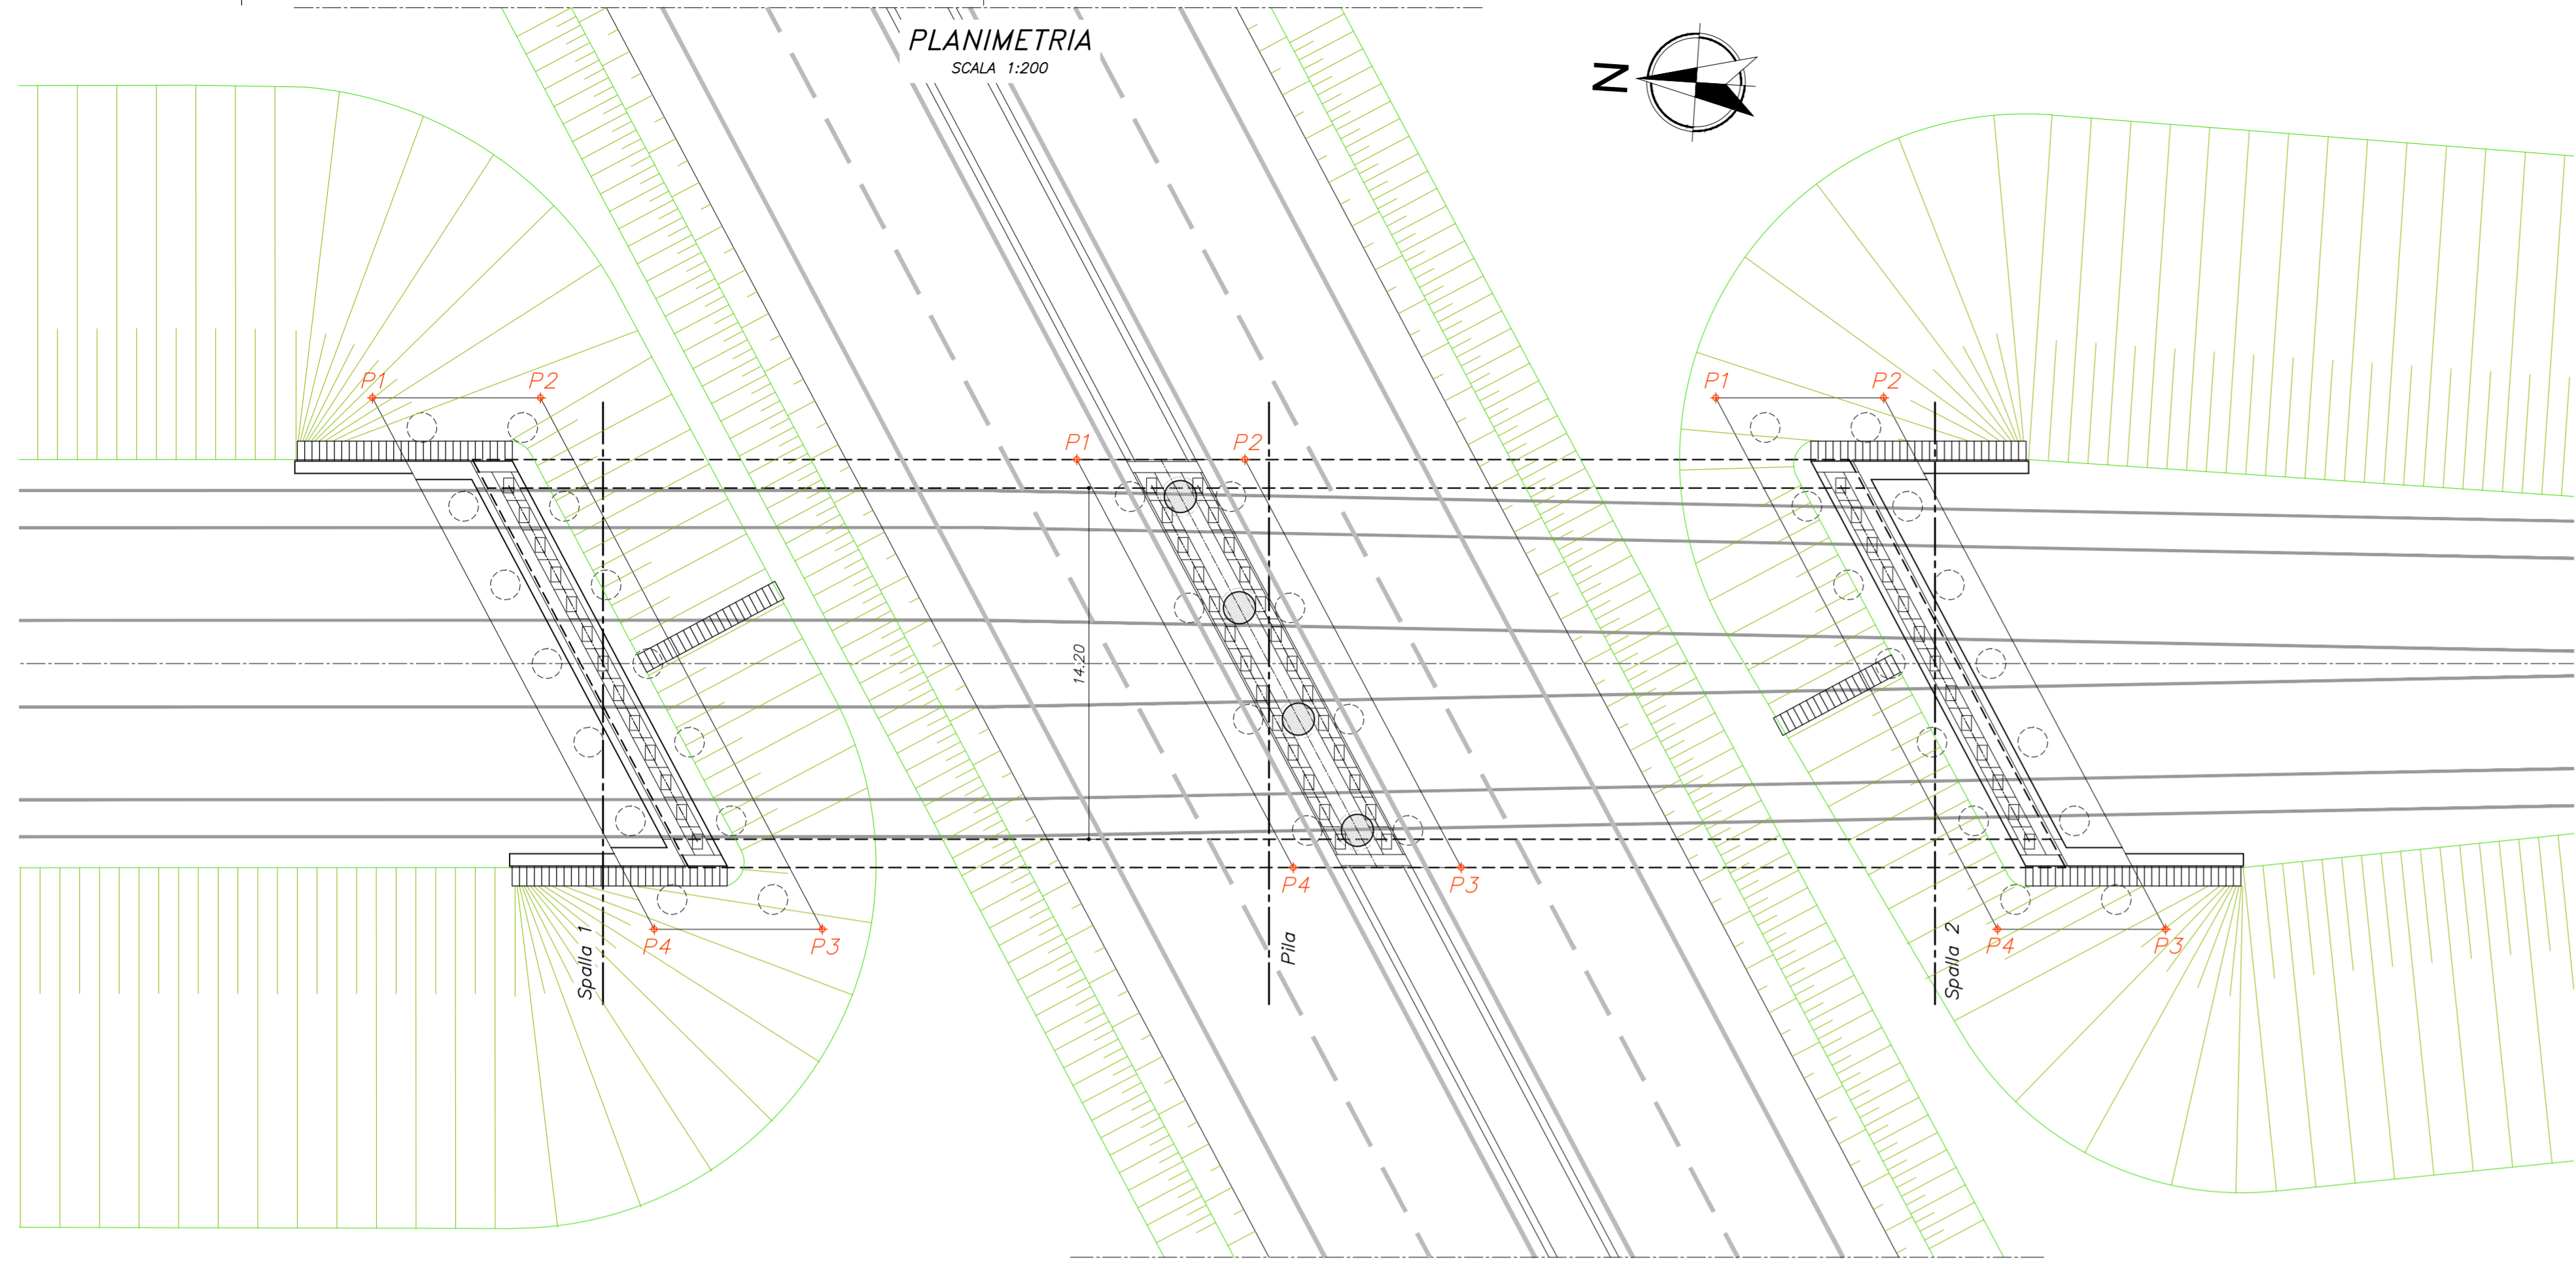 PLANIMETRIA
SCALA 1:200
N
P1
P2
P1
P2
P1
P2
14.20
P4
P3
P4
P3
P4
P3
Spalla 1
Pila
Spalla 2